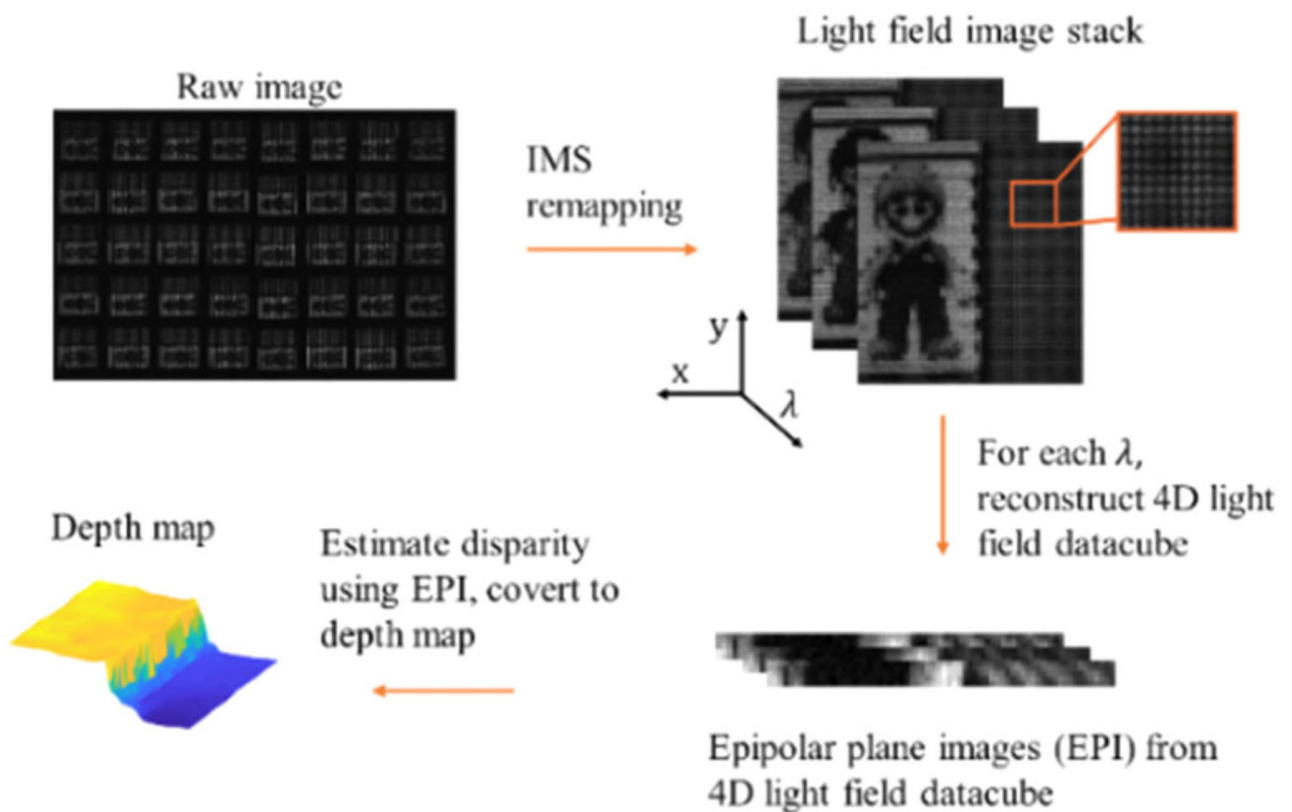 Raw image
IMS
remapping
Light field image stack
y
x
λ
For each λ,
reconstruct 4D light
field datacube
Epipolar plane images (EPI) from
4D light field datacube
Estimate disparity
using EPI, covert to
depth map
Depth map